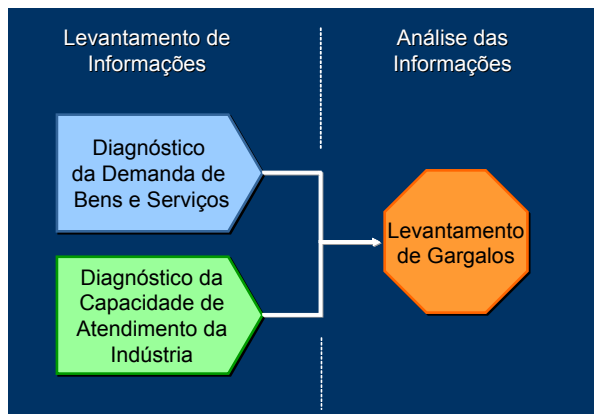 Levantamento de
Informações
Análise das
Informações
Diagnóstico
da Demanda de
Bens e Serviços
Diagnóstico da
Capacidade de
Atendimento da
Indústria
Levantamento
de Gargalos